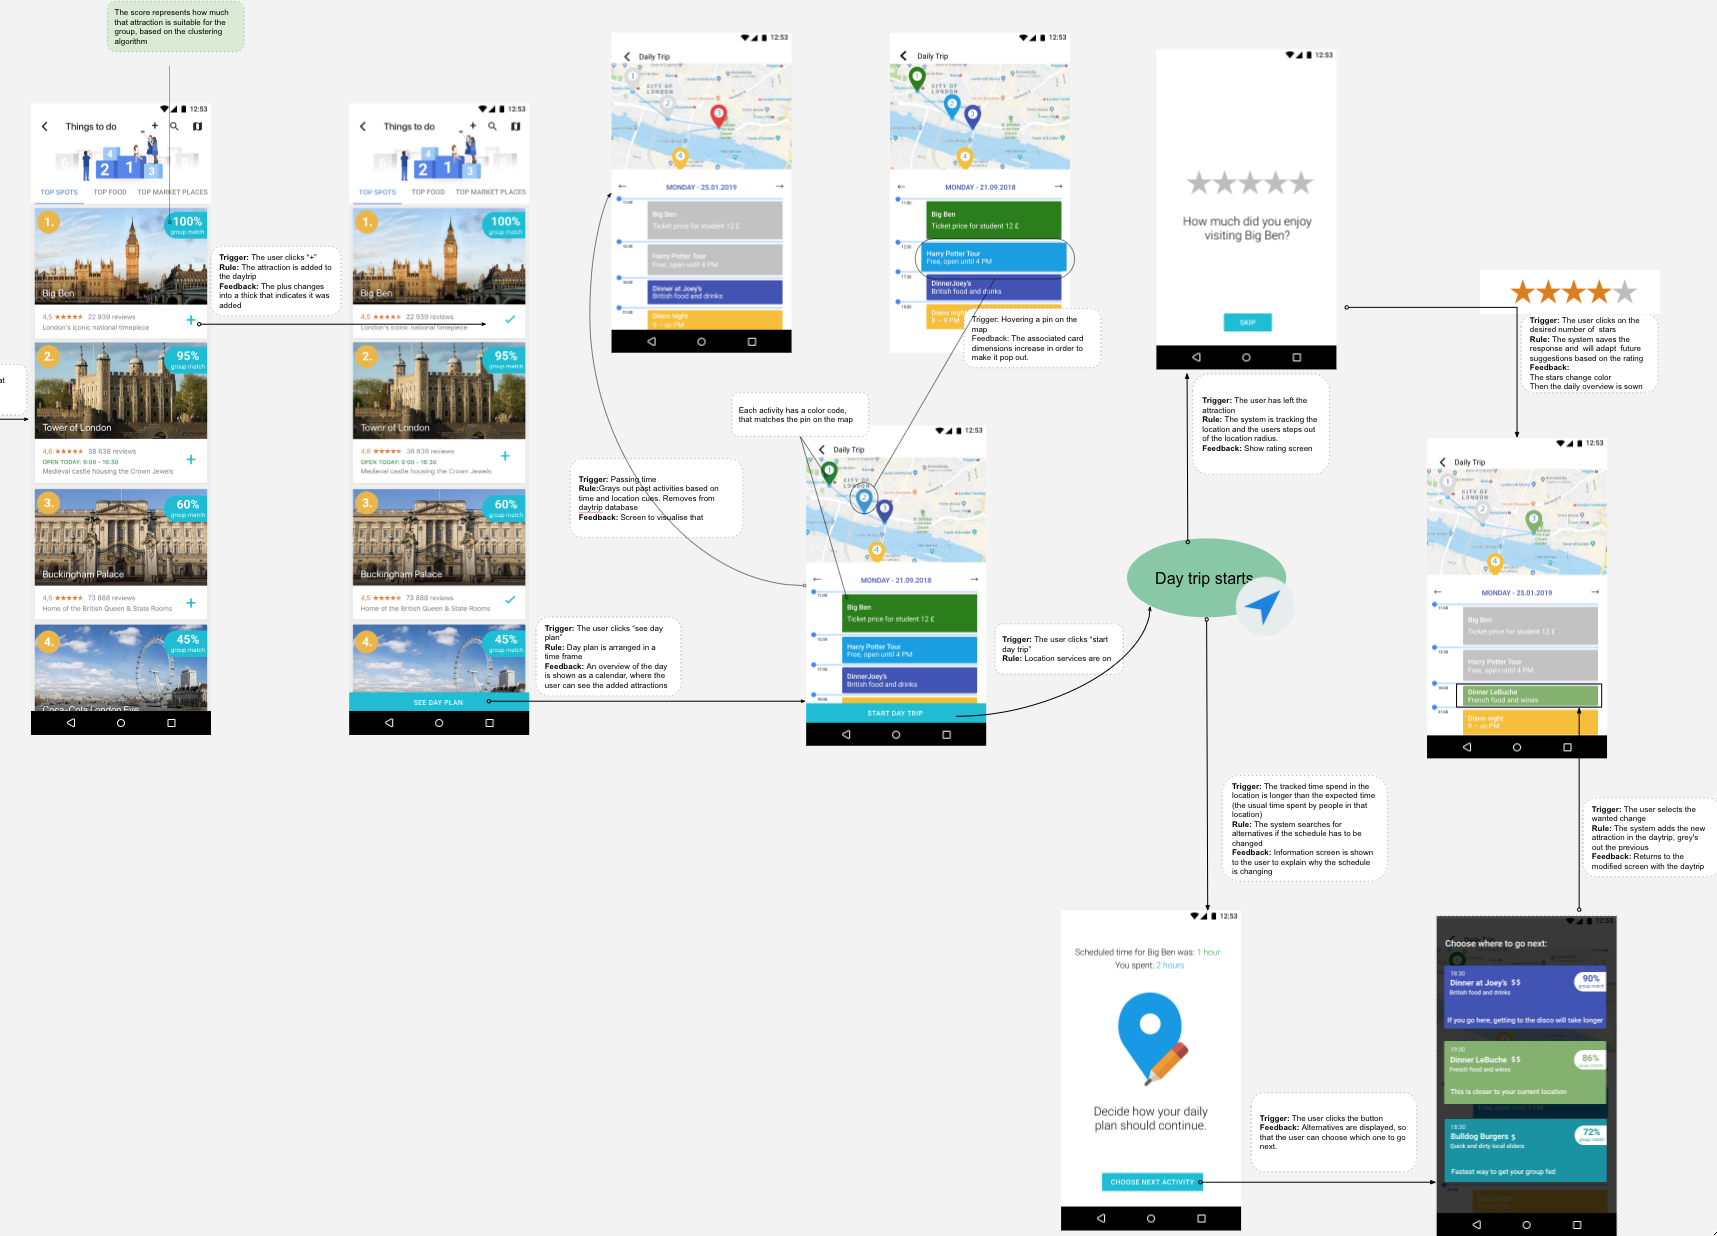 The score represents how much
that attraction is suitable for the
group, based on the clustering
algorithm
12:53
Things to do
4
2 1 3
TOP SPOTS TOP FOOD TOP MARKET PLACES
1.
100%
group match
Big Ben
4,5 22 939 reviews
London's iconic national timepiece
2.
95%
group match
Tower of London
4,6 38 638 reviews
OPEN TODAY: 9:00 - 16:30
Medieval castle housing the Crown Jewels
3.
60%
group match
Buckingham Palace
4,5 73 888 reviews
Home of the British Queen & State Rooms
4.
45%
group match
Coca-Cola London Eye
at
Trigger: The user clicks "+"
Rule: The attraction is added to
the daytrip
Feedback: The plus changes
into a thick that indicates it was
added
12:53
Things to do
4
2 1 3
TOP SPOTS TOP FOOD TOP MARKET PLACES
1.
100%
group match
Big Ben
4,5 22 939 reviews
London's iconic national timepiece
2.
95%
group match
Tower of London
4,6 38 638 reviews
OPEN TODAY: 9:00 - 16:30
Medieval castle housing the Crown Jewels
3.
60%
group match
Buckingham Palace
4,5 73 888 reviews
Home of the British Queen & State Rooms
4.
45%
group match
SEE DAY PLAN
Trigger: The user clicks "see day
plan"
Rule: Day plan is arranged in a
time frame
Feedback: An overview of the day
is shown as a calendar, where the
user can see the added attractions
12:53
Daily Trip
CITY OF
LONDON
1
2
3
4
MONDAY - 25.01.2019
Big Ben
Ticket price for student 12 £
Harry Potter Tour
Free, open until 4 PM
Dinner at Joey's
British food and drinks
Disco night
9 – oo PM
Trigger: Passing time
Rule:Grays out past activities based on
time and location cues. Removes from
daytrip database
Feedback: Screen to visualise that
Each activity has a color code,
that matches the pin on the map
12:53
Daily Trip
CITY OF
LONDON
1
2
3
4
MONDAY - 21.09.2018
Big Ben
Ticket price for student 12 £
Harry Potter Tour
Free, open until 4 PM
DinnerJoey's
British food and drinks
Disco night
8 – 9 PM
Trigger: Hovering a pin on the
map
Feedback: The associated card
dimensions increase in order to
make it pop out.
12:53
Daily Trip
CITY OF
LONDON
1
2
3
4
MONDAY - 21.09.2018
Big Ben
Ticket price for student 12 £
Harry Potter Tour
Free, open until 4 PM
DinnerJoey's
British food and drinks
START DAY TRIP
Trigger: The user clicks "start
day trip"
Rule: Location services are on
Day trip starts
12:53
How much did you enjoy
visiting Big Ben?
SKIP
Trigger: The user has left the
attraction
Rule: The system is tracking the
location and the users steps out
of the location radius.
Feedback: Show rating screen
Trigger: The user clicks on the
desired number of stars
Rule: The system saves the
response and will adapt future
suggestions based on the rating
Feedback:
The stars change color
Then the daily overview is sown
12:53
Daily Trip
CITY OF
LONDON
1
2
3
4
MONDAY - 25.01.2019
Big Ben
Ticket price for student 12 £
Harry Potter Tour
Free, open until 4 PM
Dinner LeBuche
French food and wines
Disco night
9 – oo PM
Trigger: The tracked time spend in the
location is longer than the expected time
(the usual time spent by people in that
location)
Rule: The system searches for
alternatives if the schedule has to be
changed
Feedback: Information screen is shown
to the user to explain why the schedule
is changing
Trigger: The user selects the
wanted change
Rule: The system adds the new
attraction in the daytrip, grey's
out the previous
Feedback: Returns to the
modified screen with the daytrip
12:53
Scheduled time for Big Ben was: 1 hour
You spent: 2 hours
Decide how your daily
plan should continue.
CHOOSE NEXT ACTIVITY
Trigger: The user clicks the button
Feedback: Alternatives are displayed, so
that the user can choose which one to go
next.
12:53
Choose where to go next:
18:30
Dinner at Joey's $$
British food and drinks
90%
group match
If you go here, getting to the disco will take longer
19:00
Dinner LeBuche $$
French food and wines
86%
group match
This is closer to your current location
18:30
Bulldog Burgers $
Quick and dirty local sliders
72%
group match
Fastest way to get your group fed